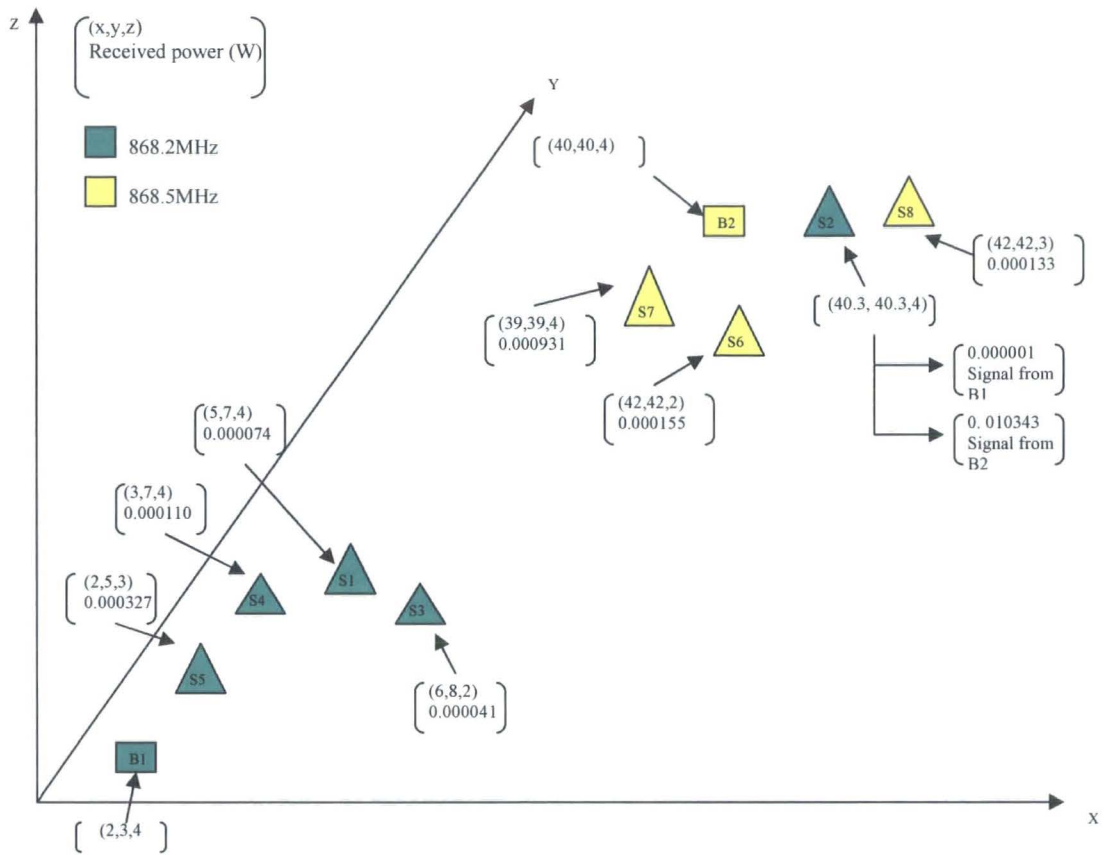 Z
(x,y,z)
Received power (W)
868.2MHz
868.5MHz
Y
(40,40,4)
B2
S2
S8
(42,42,3)
0.000133
(39,39,4)
0.000931
S7
S6
(40.3, 40.3,4)
(42,42,2)
0.000155
0.000001
Signal from
B1
0. 010343
Signal from
B2
(5,7,4)
0.000074
(3,7,4)
0.000110
(2,5,3)
0.000327
S4
S1
S3
S5
(6,8,2)
0.000041
B1
(2,3,4
X